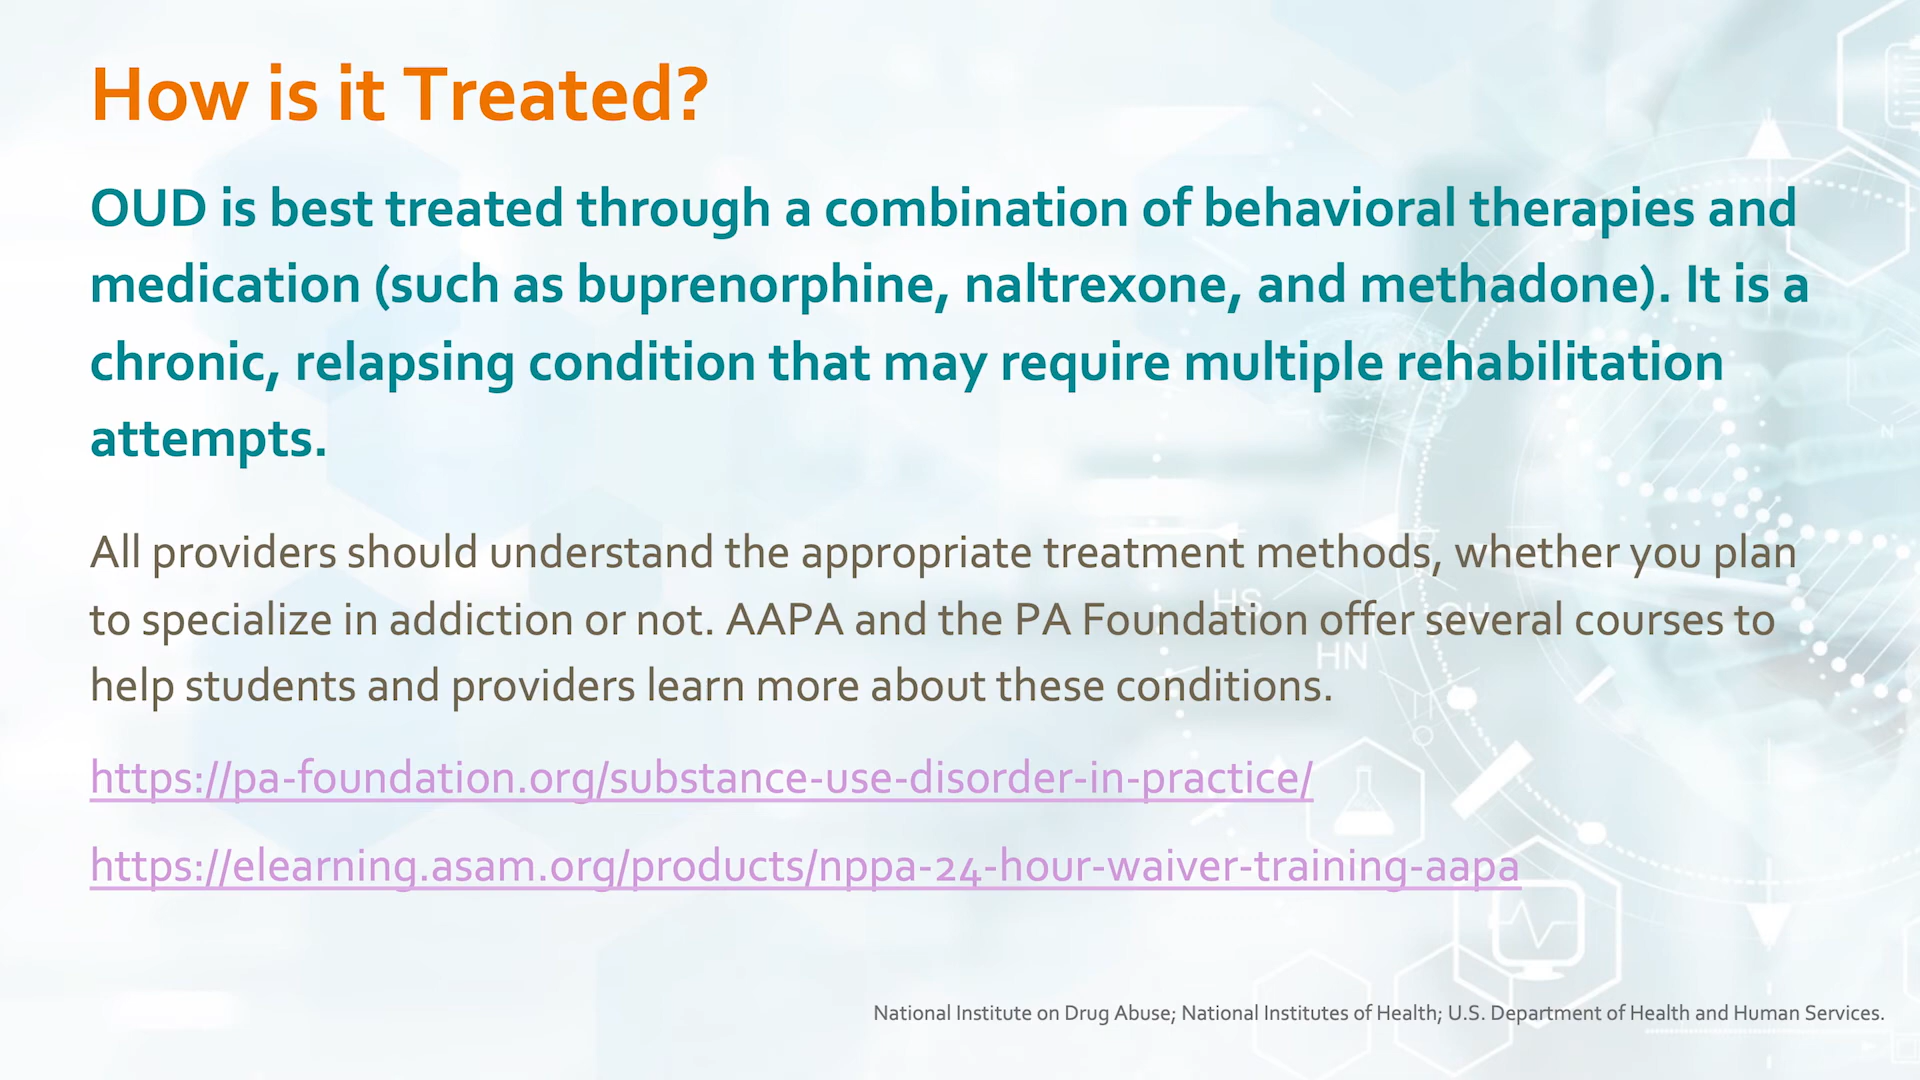 How is it Treated?
OUD is best treated through a combination of behavioral therapies and
medication (such as buprenorphine, naltrexone, and methadone). It is a
chronic, relapsing condition that may require multiple rehabilitation
attempts.
All providers should understand the appropriate treatment methods, whether you plan
to specialize in addiction or not. AAPA and the PA Foundation offer several courses to
help students and providers learn more about these conditions.
HS
OH
HN
N
https://pa-foundation.org/substance-use-disorder-in-practice/
https://elearning.asam.org/products/nppa-24-hour-waiver-training-aapa
National Institute on Drug Abuse; National Institutes of Health; U.S. Department of Health and Human Services.